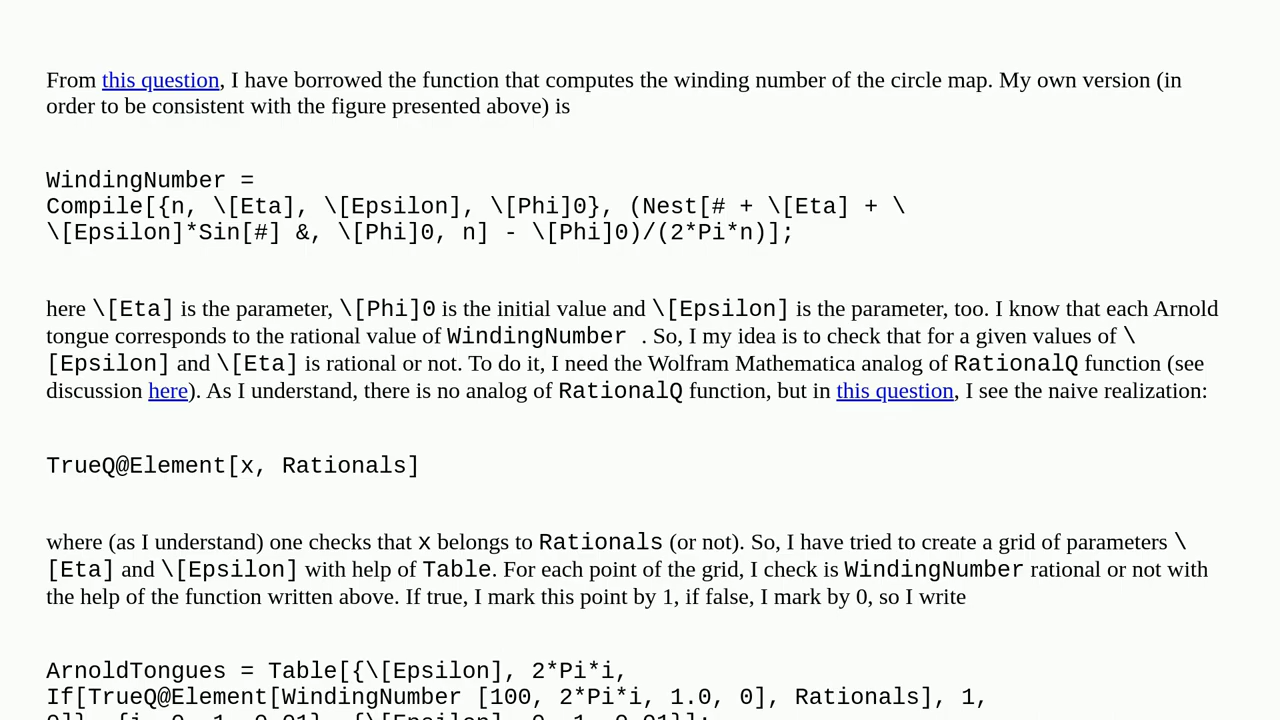 From this question, I have borrowed the function that computes the winding number of the circle map. My own version (in
order to be consistent with the figure presented above) is
WindingNumber =
Compile[{n, \[Eta], \[Epsilon], \[Phi]0}, (Nest[# + \[Eta] + \
\[Epsilon]*Sin[#] &, \[Phi]0, n] - \[Phi]0)/(2*Pi*n)];
here \[Eta] is the parameter, \[Phi]0 is the initial value and \[Epsilon] is the parameter, too. I know that each Arnold
tongue corresponds to the rational value of WindingNumber . So, I my idea is to check that for a given values of \
[Epsilon] and \[Eta] is rational or not. To do it, I need the Wolfram Mathematica analog of RationalQ function (see
discussion here). As I understand, there is no analog of RationalQ function, but in this question, I see the naive realization:
TrueQ@Element[x, Rationals]
where (as I understand) one checks that x belongs to Rationals (or not). So, I have tried to create a grid of parameters \
[Eta] and \[Epsilon] with help of Table. For each point of the grid, I check is WindingNumber rational or not with
the help of the function written above. If true, I mark this point by 1, if false, I mark by 0, so I write
ArnoldTongues = Table[{\[Epsilon], 2*Pi*i,
If[TrueQ@Element[WindingNumber [100, 2*Pi*i, 1.0, 0], Rationals], 1,
0]}, {i, 0, 1, 0.01}, {\[Epsilon], 0, 1, 0.01}];